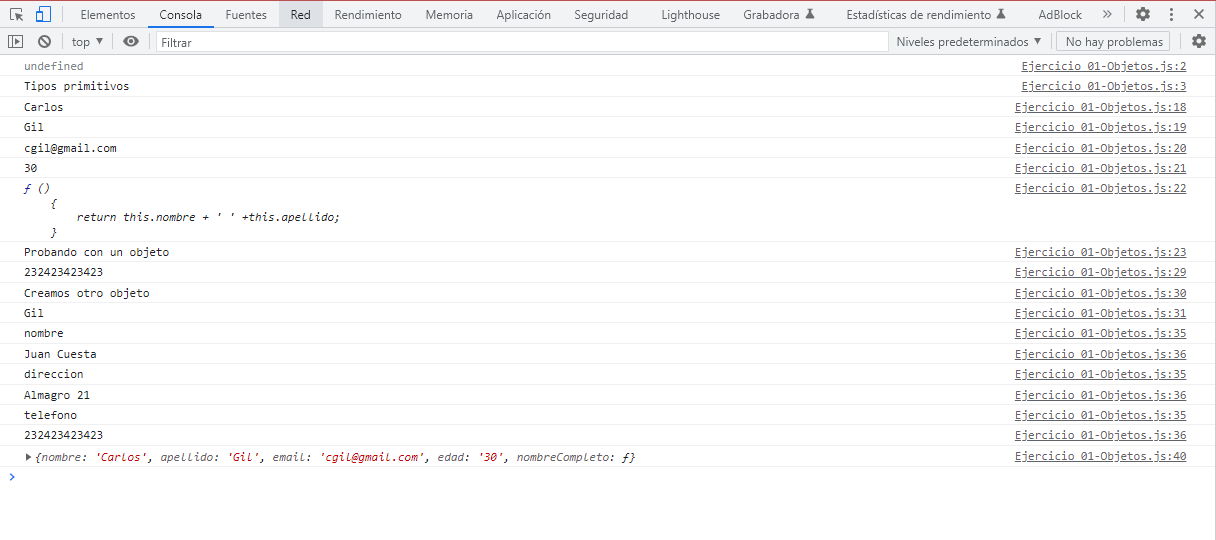 Elementos Consola Fuentes Red Rendimiento Memoria Aplicación Seguridad Lighthouse Grabadora Estadísticas de rendimiento AdBlock »
top ▼ Filtrar Niveles predeterminados ▼ No hay problemas
undefined Ejercicio 01-Objetos.js:2
Tipos primitivos Ejercicio 01-Objetos.js:3
Carlos Ejercicio 01-Objetos.js:18
Gil Ejercicio 01-Objetos.js:19
cgil@gmail.com Ejercicio 01-Objetos.js:20
30 Ejercicio 01-Objetos.js:21
ƒ () Ejercicio 01-Objetos.js:22
{
return this.nombre + ' ' +this.apellido;
}
Probando con un objeto Ejercicio 01-Objetos.js:23
232423423423 Ejercicio 01-Objetos.js:29
Creamos otro objeto Ejercicio 01-Objetos.js:30
Gil Ejercicio 01-Objetos.js:31
nombre Ejercicio 01-Objetos.js:35
Juan Cuesta Ejercicio 01-Objetos.js:36
direccion Ejercicio 01-Objetos.js:35
Almagro 21 Ejercicio 01-Objetos.js:36
telefono Ejercicio 01-Objetos.js:35
232423423423 Ejercicio 01-Objetos.js:36
▶ {nombre: 'Carlos', apellido: 'Gil', email: 'cgil@gmail.com', edad: '30', nombreCompleto: ƒ} Ejercicio 01-Objetos.js:40
>